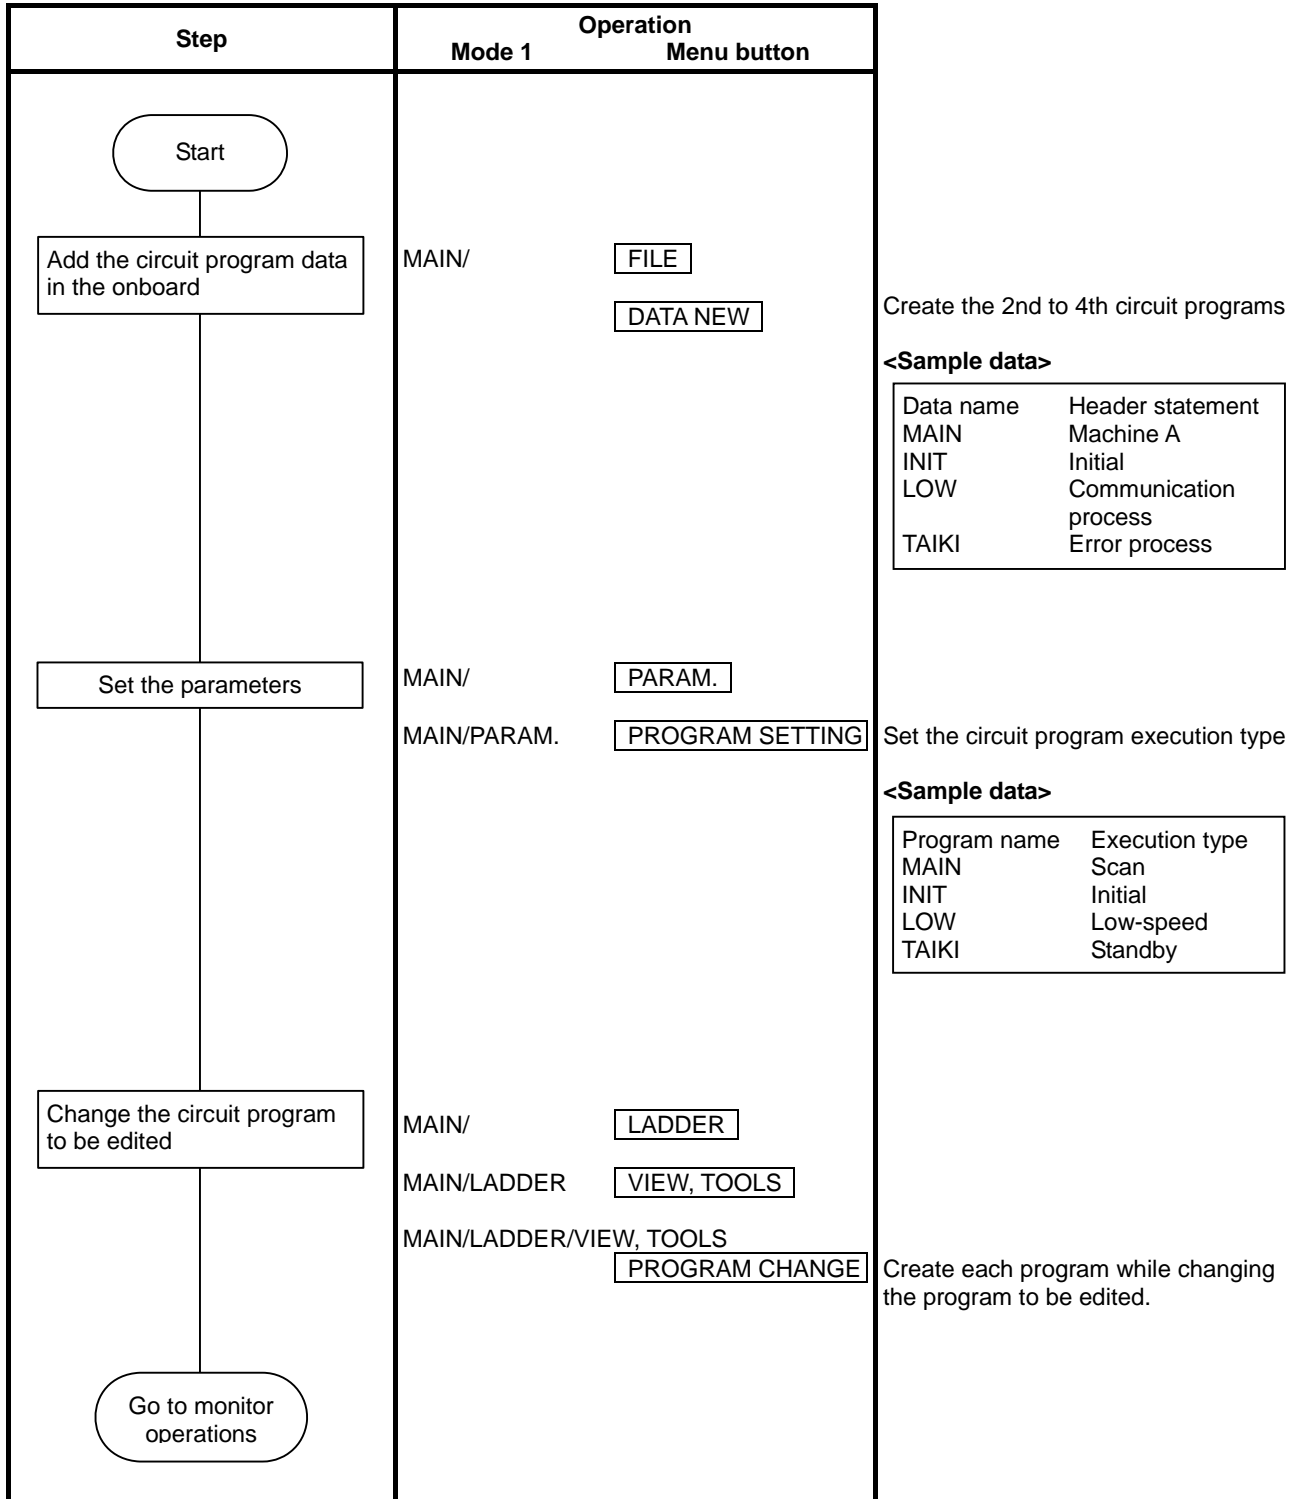 Step
Operation
Mode 1 Menu button
Start
Add the circuit program data
in the onboard
MAIN/ FILE
DATA NEW
Create the 2nd to 4th circuit programs
<Sample data>
Data name Header statement
MAIN Machine A
INIT Initial
LOW Communication
process
TAIKI Error process
Set the parameters
MAIN/ PARAM.
MAIN/PARAM. PROGRAM SETTING
Set the circuit program execution type
<Sample data>
Program name Execution type
MAIN Scan
INIT Initial
LOW Low-speed
TAIKI Standby
Change the circuit program
to be edited
MAIN/ LADDER
MAIN/LADDER VIEW, TOOLS
MAIN/LADDER/VIEW, TOOLS
PROGRAM CHANGE
Create each program while changing
the program to be edited.
Go to monitor
operations